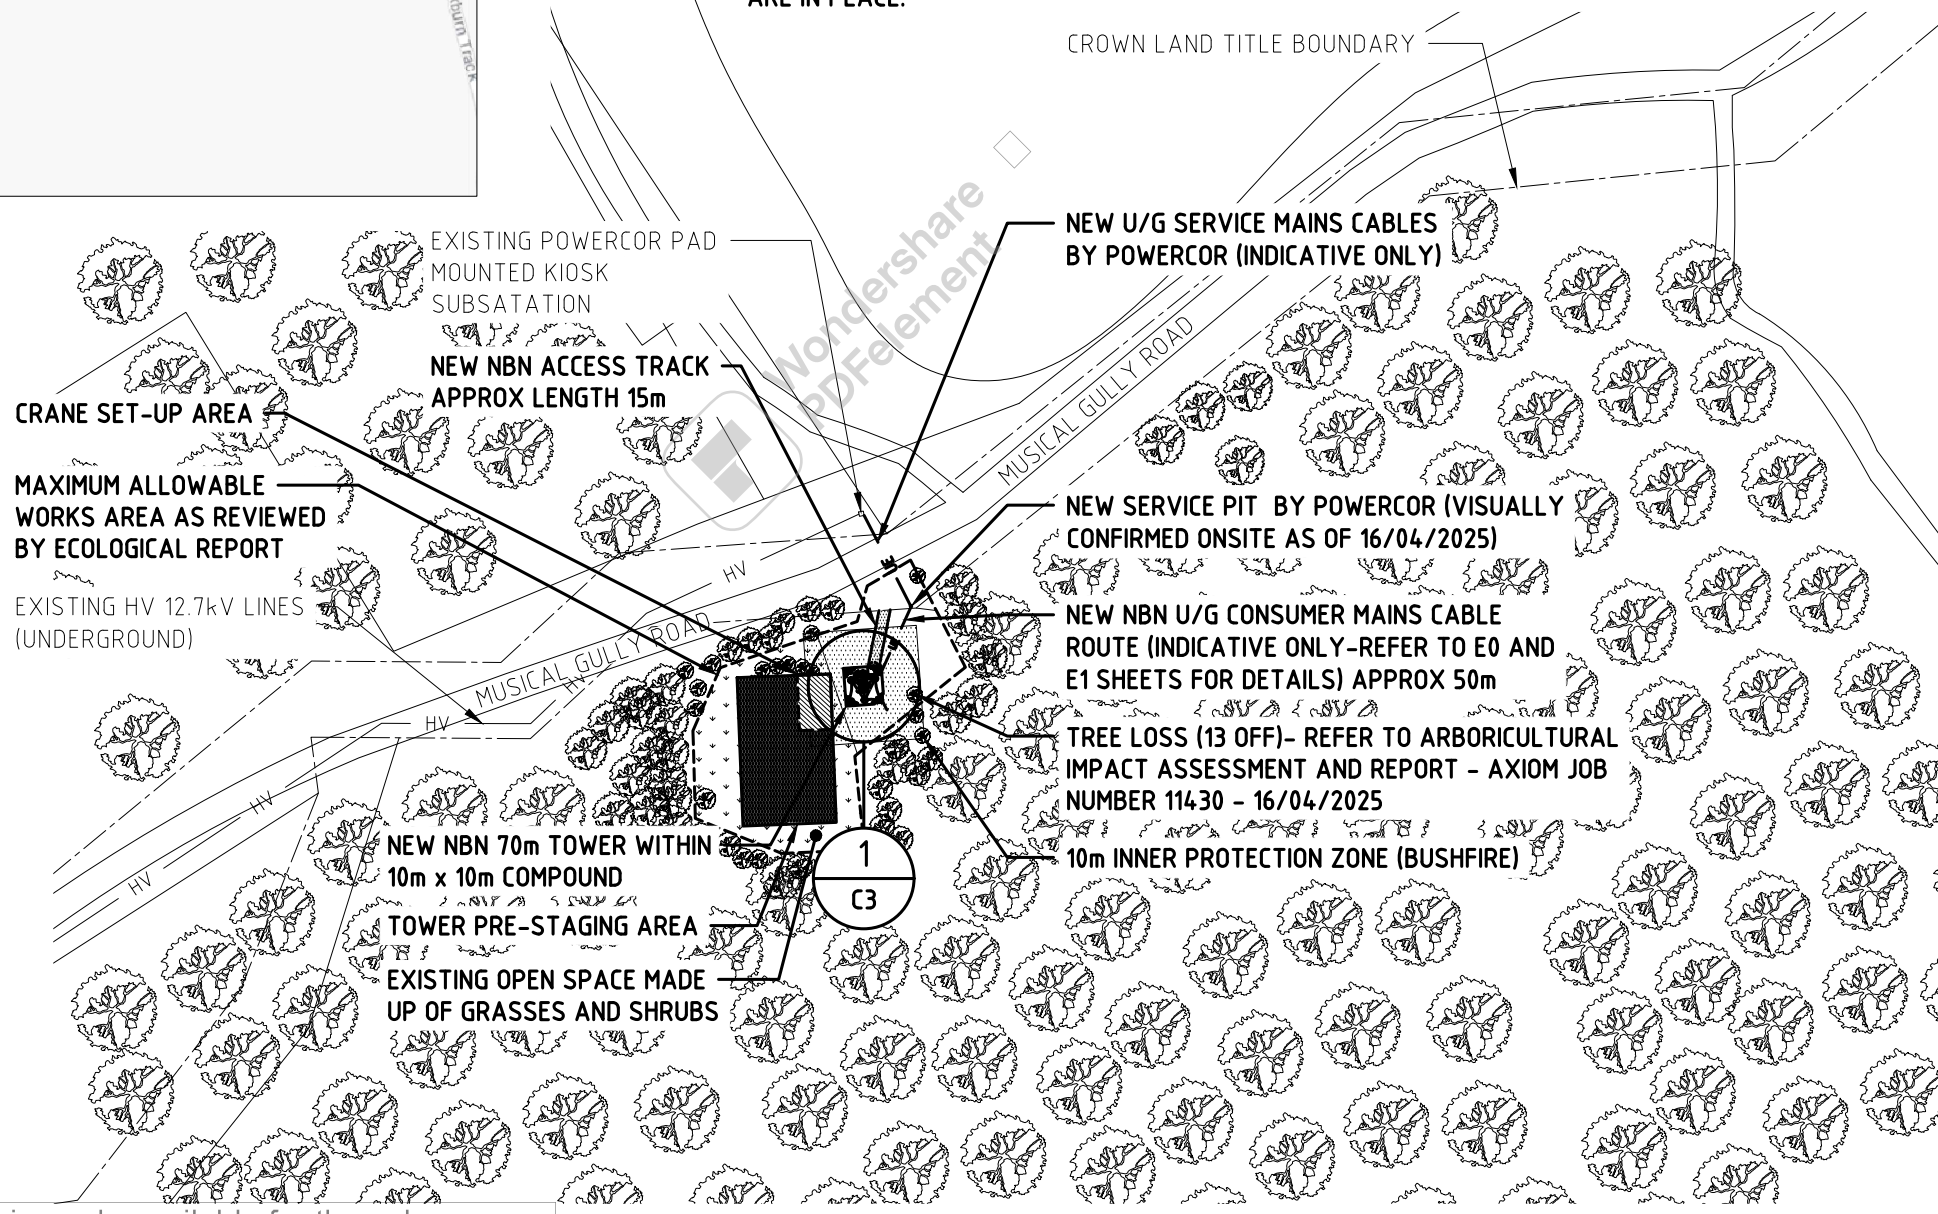 ARE IN PLACE.
CROWN LAND TITLE BOUNDARY
NEW U/G SERVICE MAINS CABLES
BY POWERCOR (INDICATIVE ONLY)
EXISTING POWERCOR PAD
MOUNTED KIOSK
SUBSATATION
Wondershare
PDFelement
MUSICAL GULLY ROAD
NEW NBN ACCESS TRACK
APPROX LENGTH 15m
CRANE SET-UP AREA
MAXIMUM ALLOWABLE
WORKS AREA AS REVIEWED
BY ECOLOGICAL REPORT
EXISTING HV 12.7kV LINES
(UNDERGROUND)
NEW SERVICE PIT BY POWERCOR (VISUALLY
CONFIRMED ONSITE AS OF 16/04/2025)
HV
E
NEW NBN U/G CONSUMER MAINS CABLE
ROUTE (INDICATIVE ONLY-REFER TO E0 AND
E1 SHEETS FOR DETAILS) APPROX 50m
MUSICAL GULLY ROAD
HV
HV
HV
HV
TREE LOSS (13 OFF)- REFER TO ARBORICULTURAL
IMPACT ASSESSMENT AND REPORT - AXIOM JOB
NUMBER 11430 - 16/04/2025
10m INNER PROTECTION ZONE (BUSHFIRE)
NEW NBN 70m TOWER WITHIN
10m x 10m COMPOUND
1
C3
TOWER PRE-STAGING AREA
EXISTING OPEN SPACE MADE
UP OF GRASSES AND SHRUBS